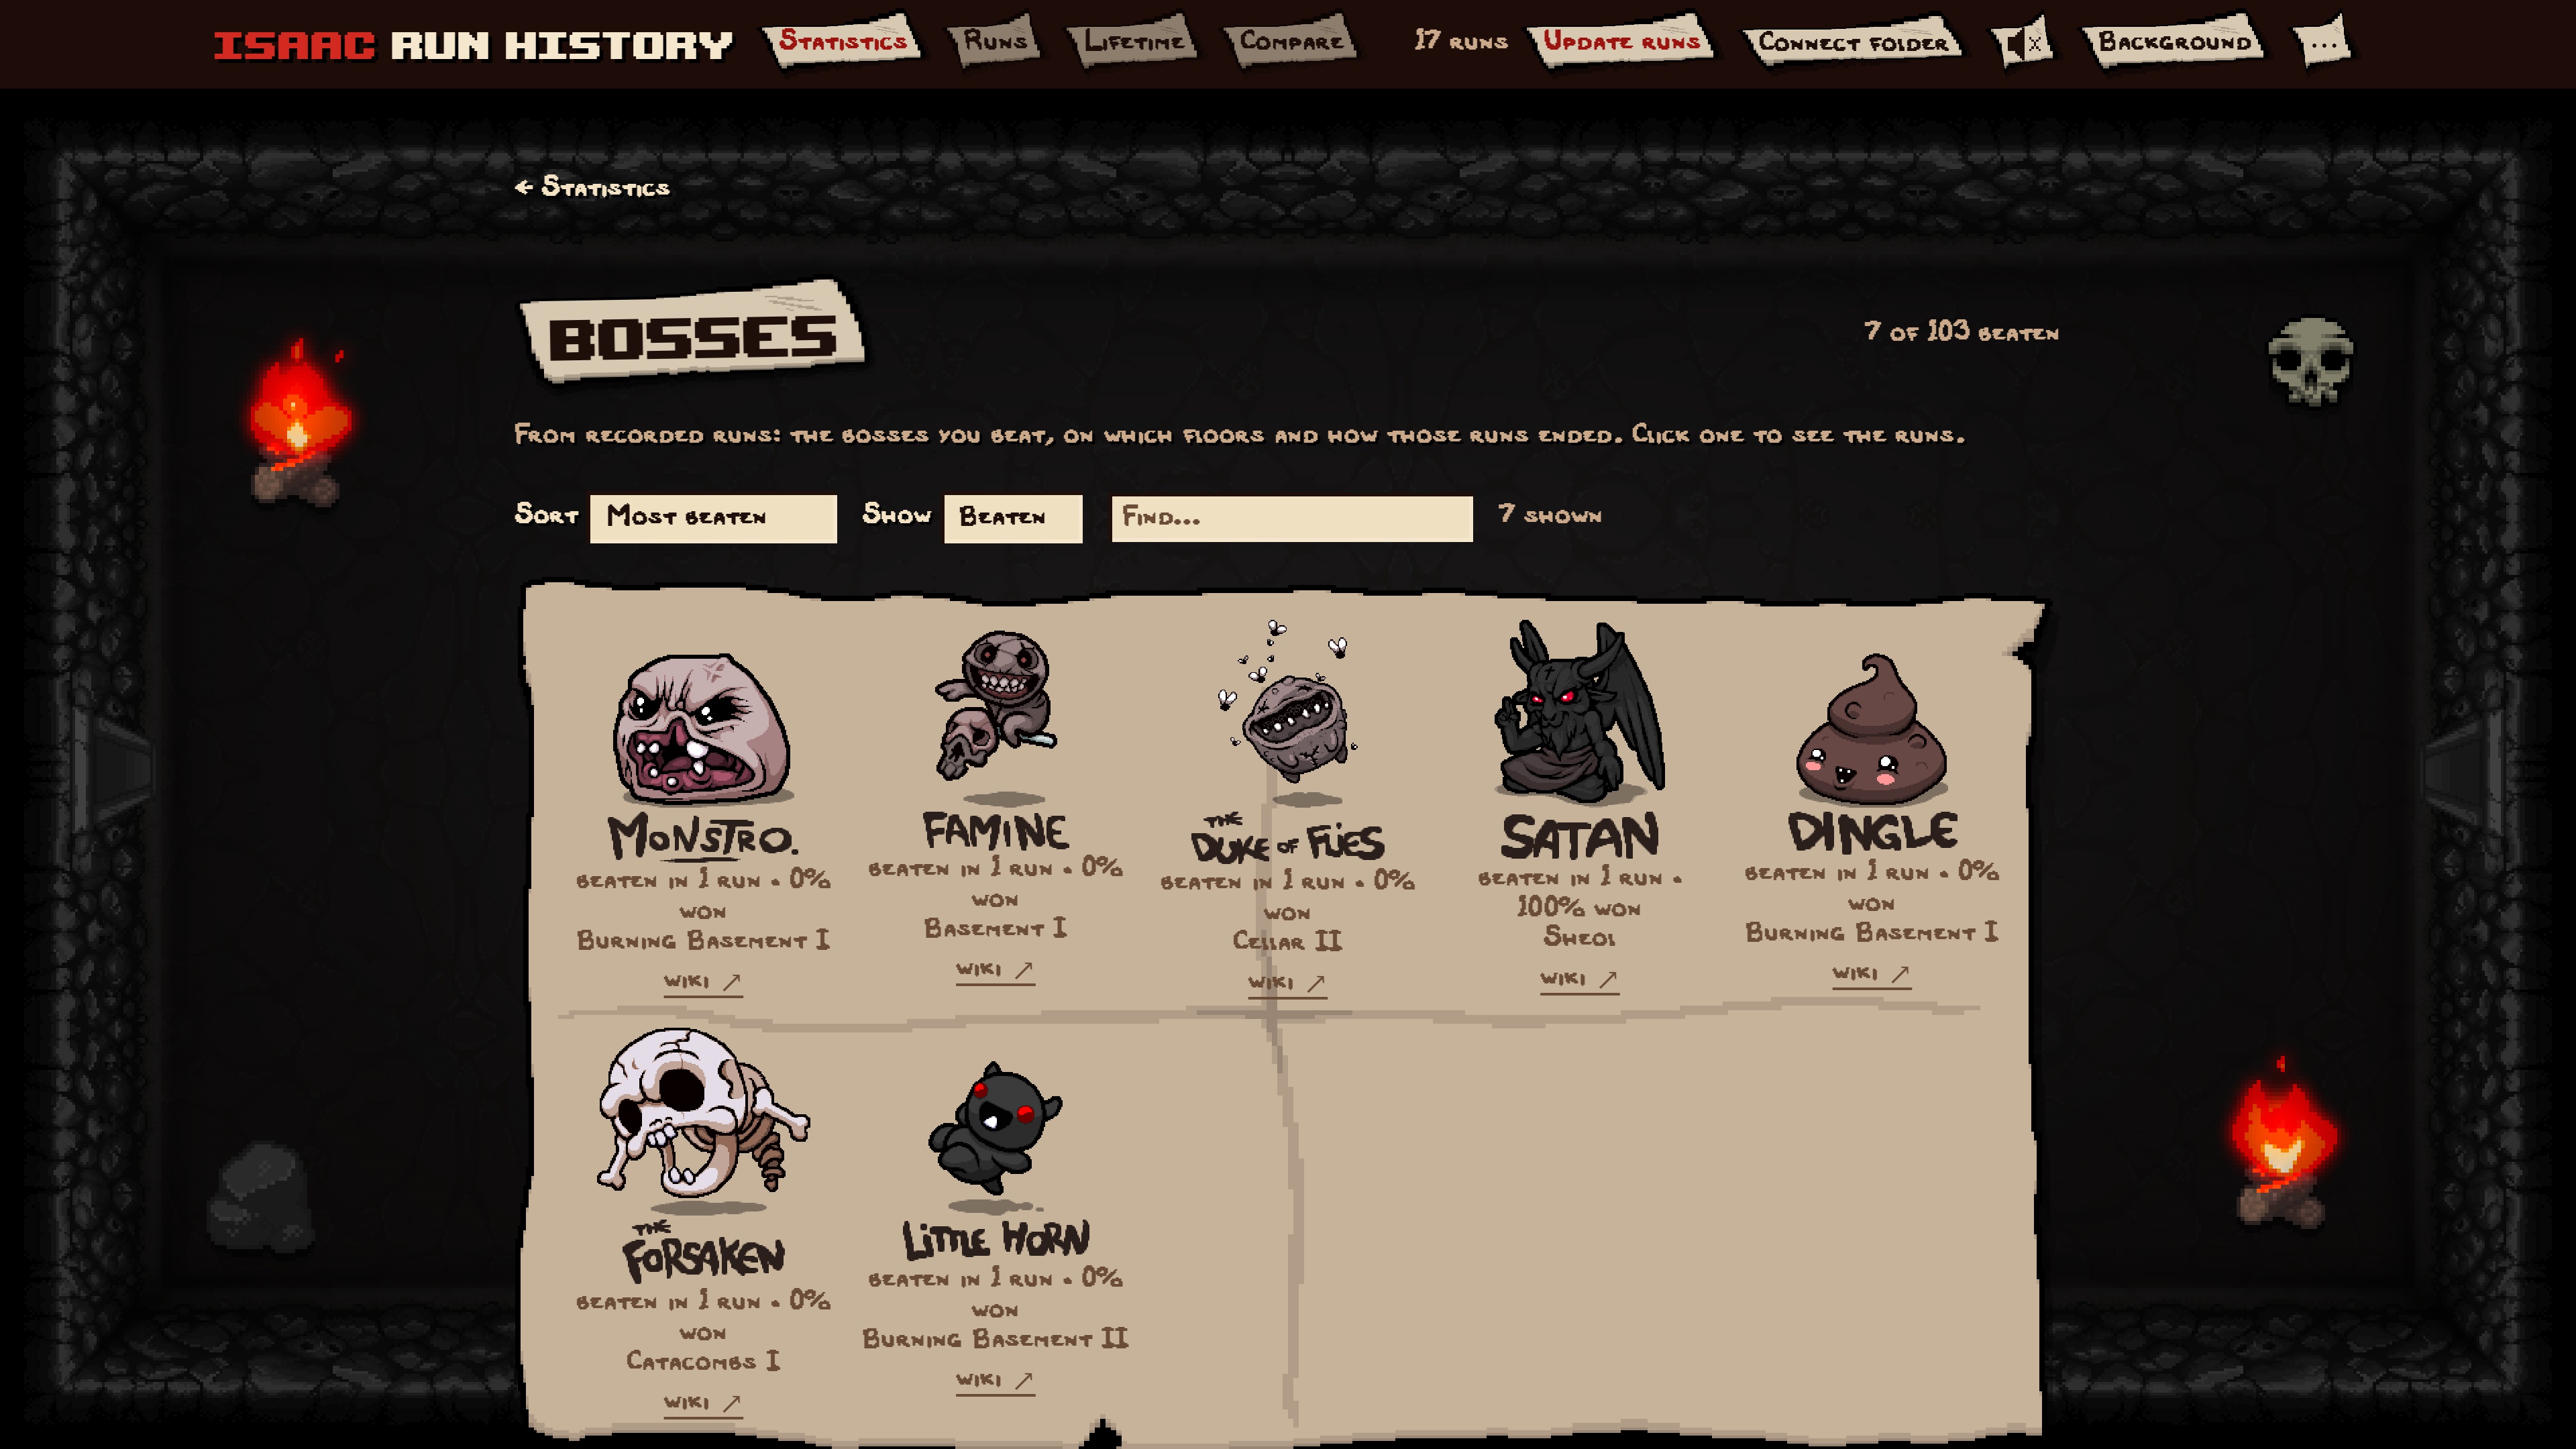 ISAAC RUN HISTORY Statistics Runs Lifetime Compare 17 runs Update runs Connect folder Background ...
← Statistics
BOSSES
7 of 103 beaten
From recorded runs: the bosses you beat, on which floors and how those runs ended. Click one to see the runs.
Sort Most beaten Show Beaten Find... 7 shown
Monstro.
beaten in 1 run • 0%
won
Burning Basement I
wiki ↗
Famine
beaten in 1 run • 0%
won
Basement I
wiki ↗
The
Duke of Flies
beaten in 1 run • 0%
won
Cellar II
wiki ↗
Satan
beaten in 1 run •
100% won
Sheol
wiki ↗
Dingle
beaten in 1 run • 0%
won
Burning Basement I
wiki ↗
The
Forsaken
beaten in 1 run • 0%
won
Catacombs I
wiki ↗
Little Horn
beaten in 1 run • 0%
won
Burning Basement II
wiki ↗